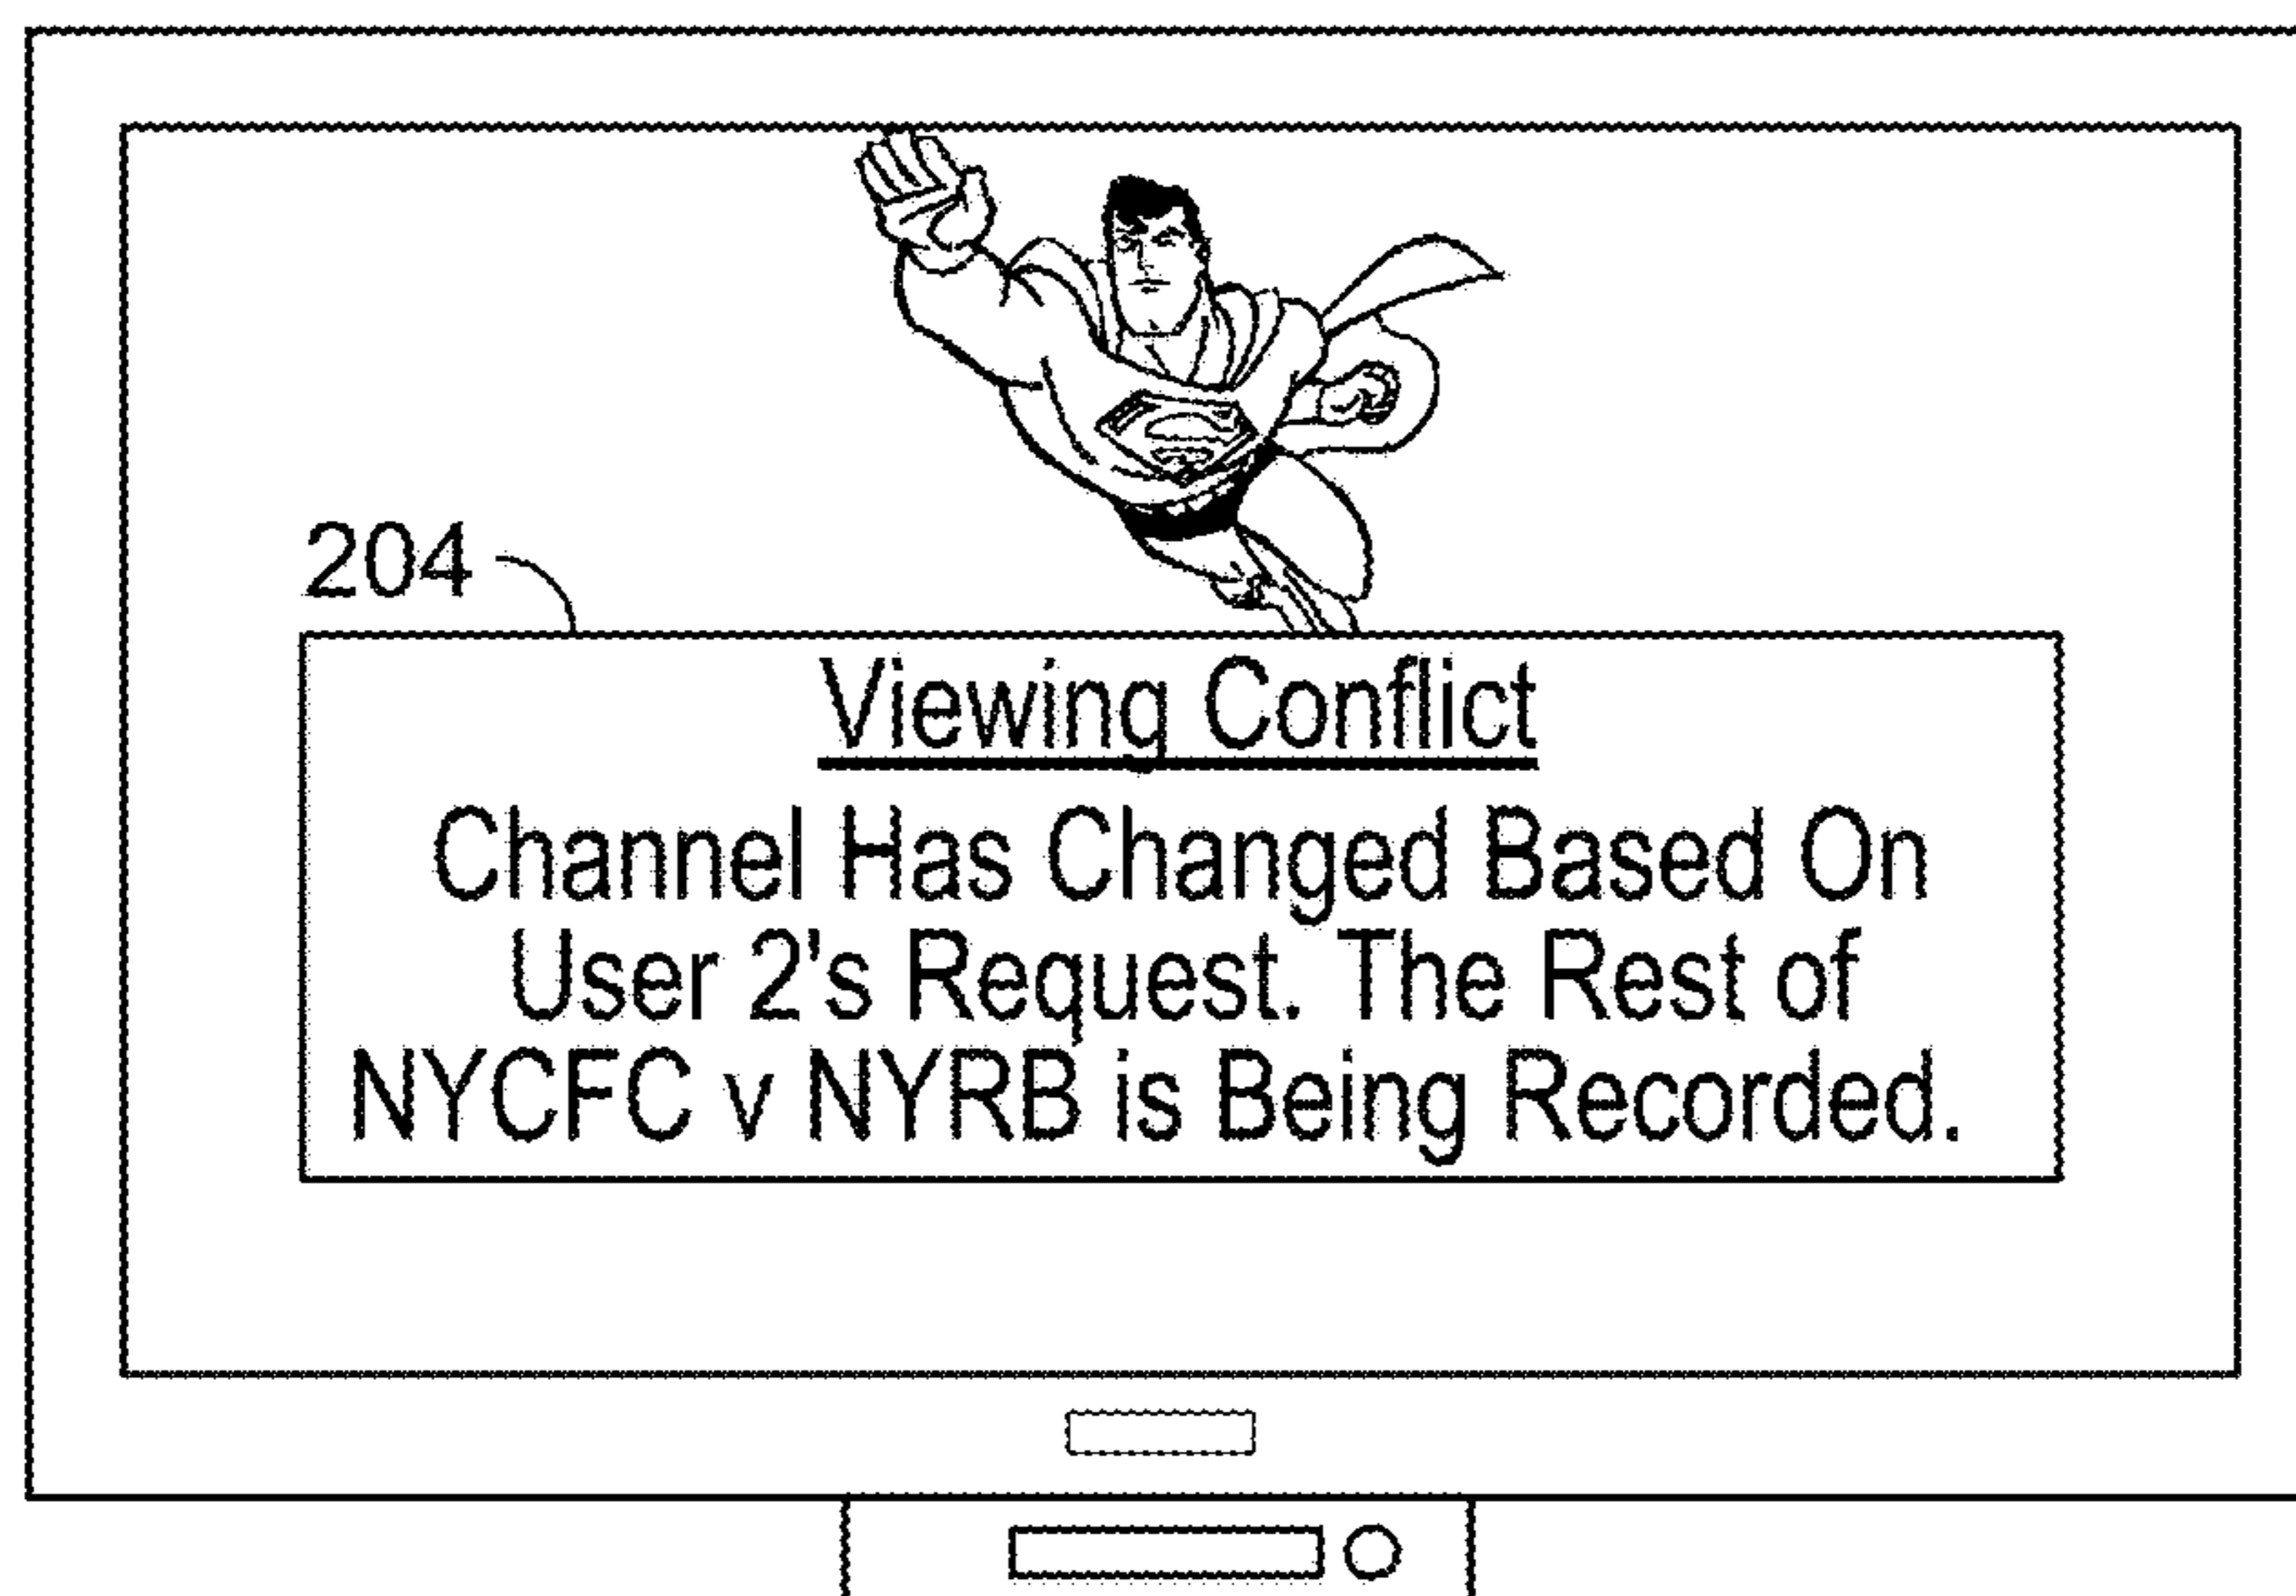 204
Viewing Conflict
Channel Has Changed Based On
User 2's Request. The Rest of
NYCFC v NYRB is Being Recorded.